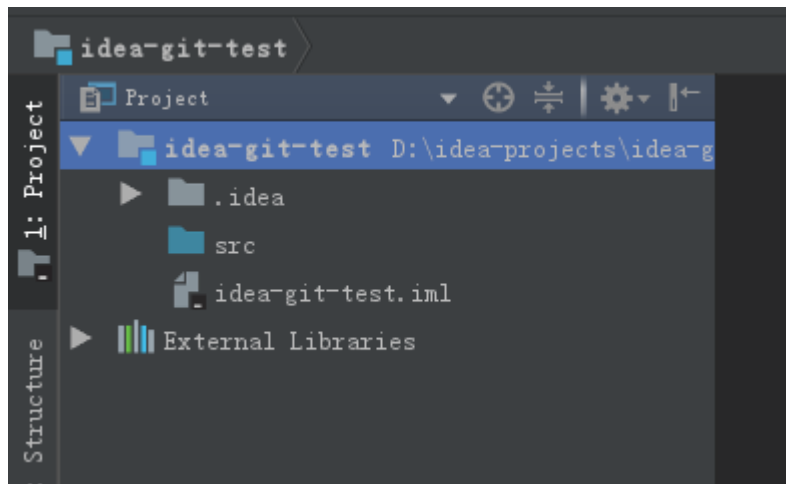 idea-git-test
Project
1: Project
idea-git-test D:\idea-projects\idea-g
.idea
src
idea-git-test.iml
External Libraries
Structure